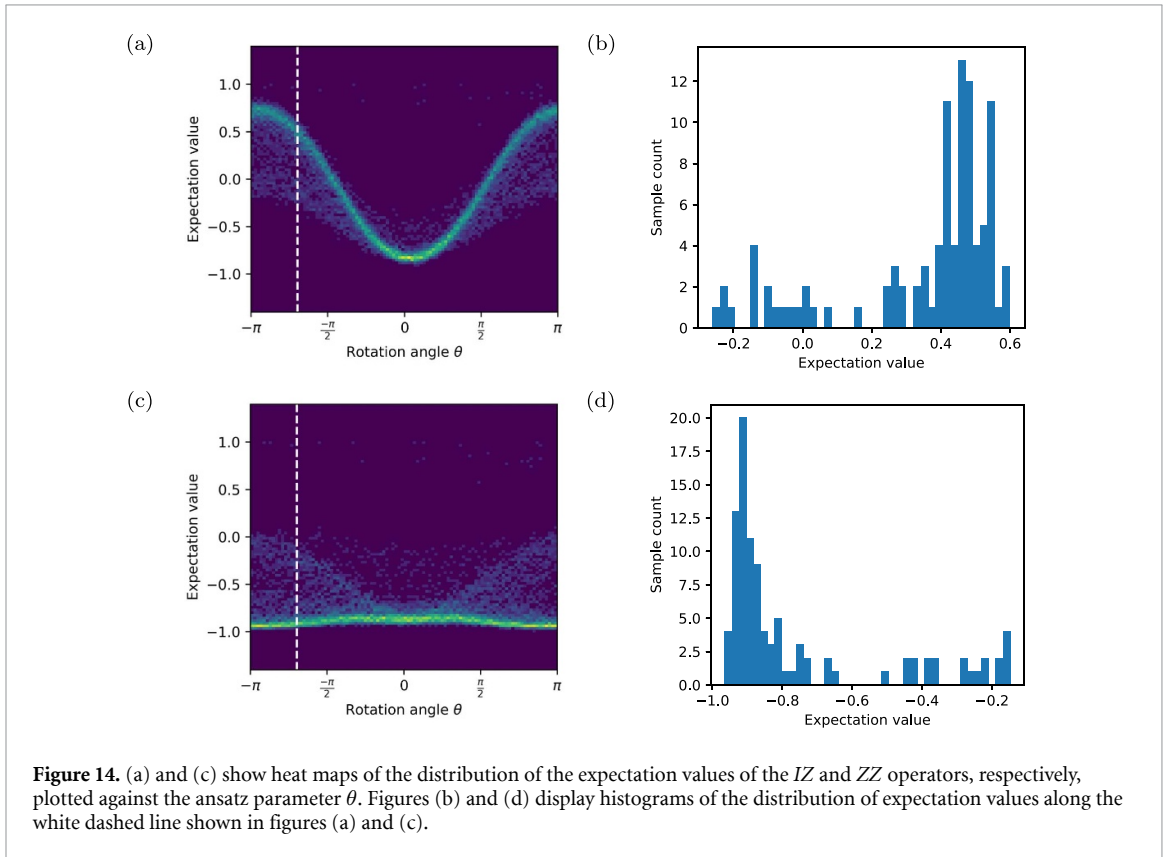 (a)
Expectation value
1.0
0.5
0.0
−0.5
−1.0
−π
−π/2
0
π/2
π
Rotation angle θ
(b)
Sample count
12
10
8
6
4
2
0
−0.2
0.0
0.2
0.4
0.6
Expectation value
(c)
Expectation value
1.0
0.5
0.0
−0.5
−1.0
−π
−π/2
0
π/2
π
Rotation angle θ
(d)
Sample count
20.0
17.5
15.0
12.5
10.0
7.5
5.0
2.5
0.0
−1.0
−0.8
−0.6
−0.4
−0.2
Expectation value
Figure 14. (a) and (c) show heat maps of the distribution of the expectation values of the IZ and ZZ operators, respectively,
plotted against the ansatz parameter θ. Figures (b) and (d) display histograms of the distribution of expectation values along the
white dashed line shown in figures (a) and (c).